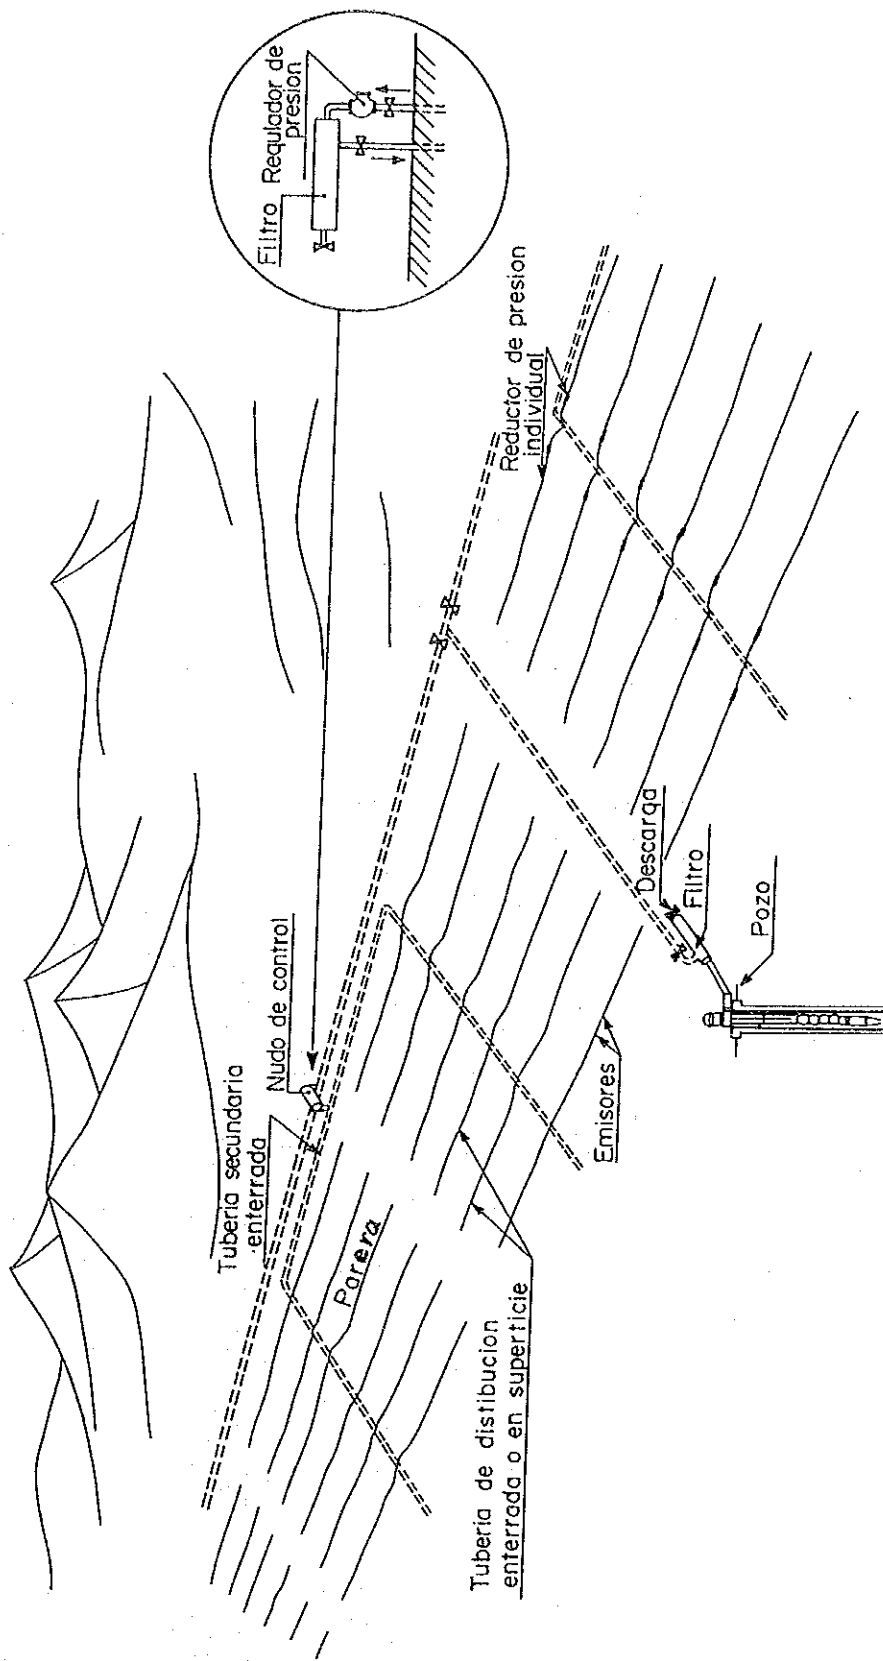 Filtro
Regulador de
presion
Tuberia secundaria
enterrada
Nudo de control
Reductor de presion
individual
Parera
Descarga
Filtro
Pozo
Emisores
Tuberia de distibucion
enterrada o en superticie